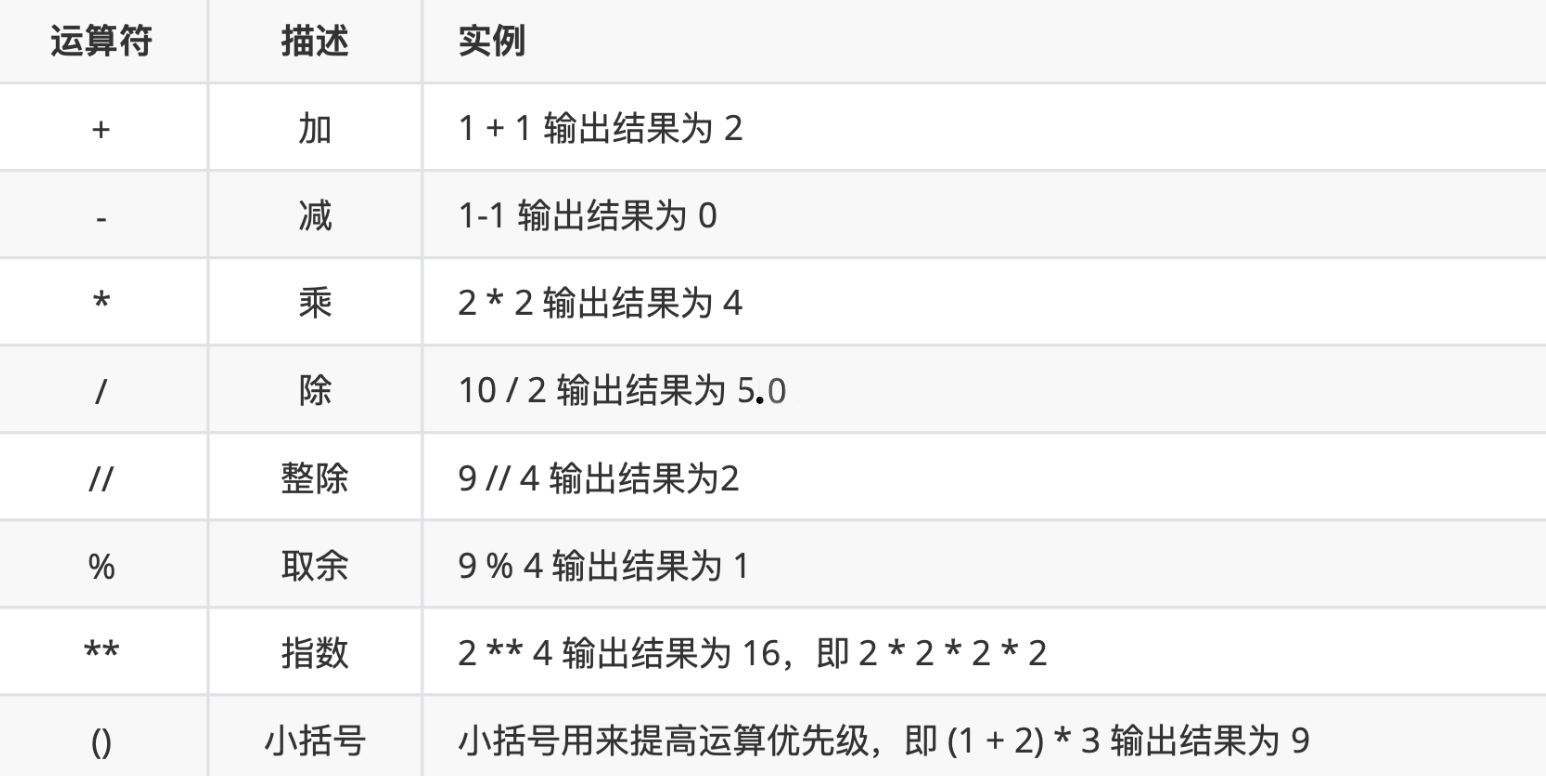 运算符 描述 实例
+ 加 1 + 1 输出结果为 2
- 减 1-1 输出结果为 0
* 乘 2 * 2 输出结果为 4
/ 除 10 / 2 输出结果为 5.0
// 整除 9 // 4 输出结果为2
% 取余 9 % 4 输出结果为 1
** 指数 2 ** 4 输出结果为 16，即 2 * 2 * 2 * 2
() 小括号 小括号用来提高运算优先级，即 (1 + 2) * 3 输出结果为 9